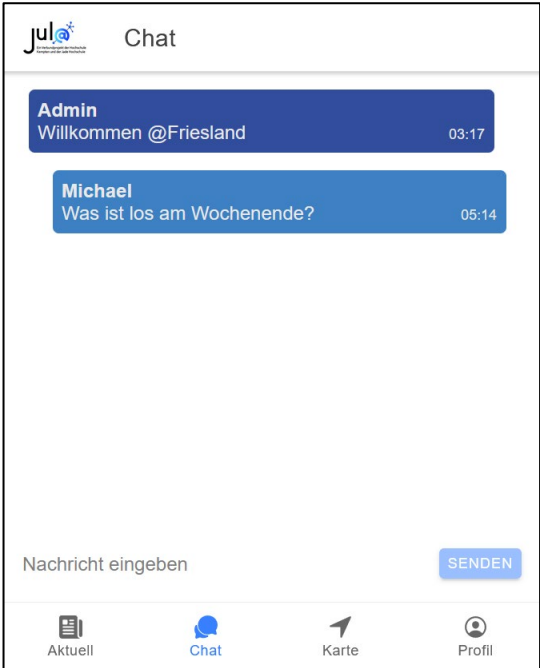 jul@
Chat
Admin
Willkommen @Friesland
03:17
Michael
Was ist los am Wochenende?
05:14
Nachricht eingeben
SENDEN
Aktuell
Chat
Karte
Profil